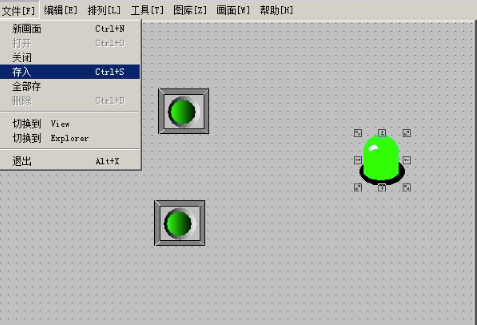 文件[F] 编辑[E] 排列[L] 工具[T] 图库[Z] 画面[W] 帮助[H]
新画面 Ctrl+N
打开 Ctrl+O
关闭
存入 Ctrl+S
全部存
删除 Ctrl+D
切换到 View
切换到 Explorer
退出 Alt+X